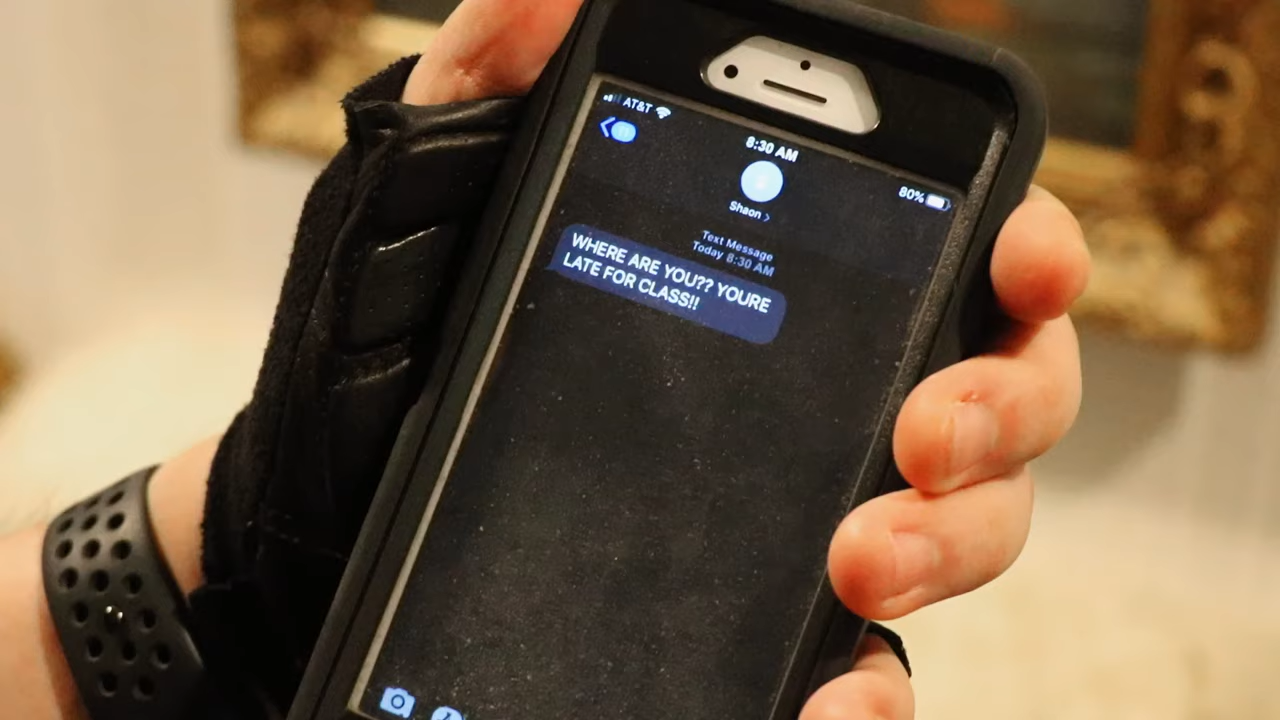 AT&T
8:30 AM
80%
Shaon
Text Message
Today 8:30 AM
WHERE ARE YOU?? YOURE
LATE FOR CLASS!!